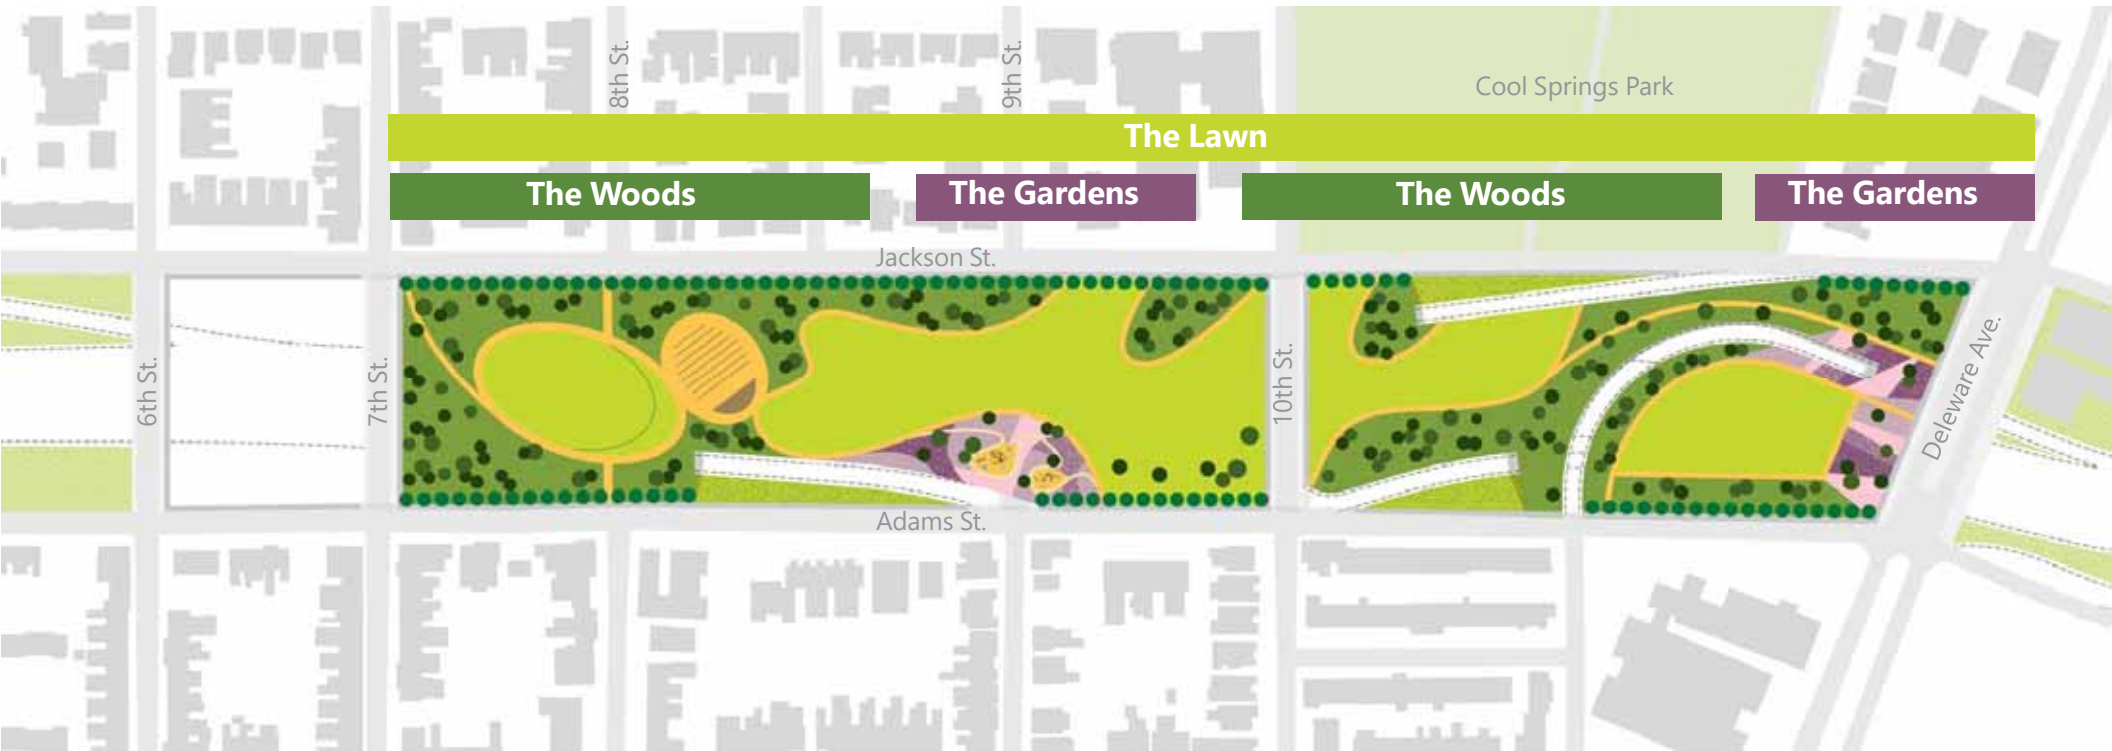 8th St.
9th St.
Cool Springs Park
The Lawn
The Woods
The Gardens
The Woods
The Gardens
Jackson St.
6th St.
7th St.
10th St.
Deleware Ave.
Adams St.